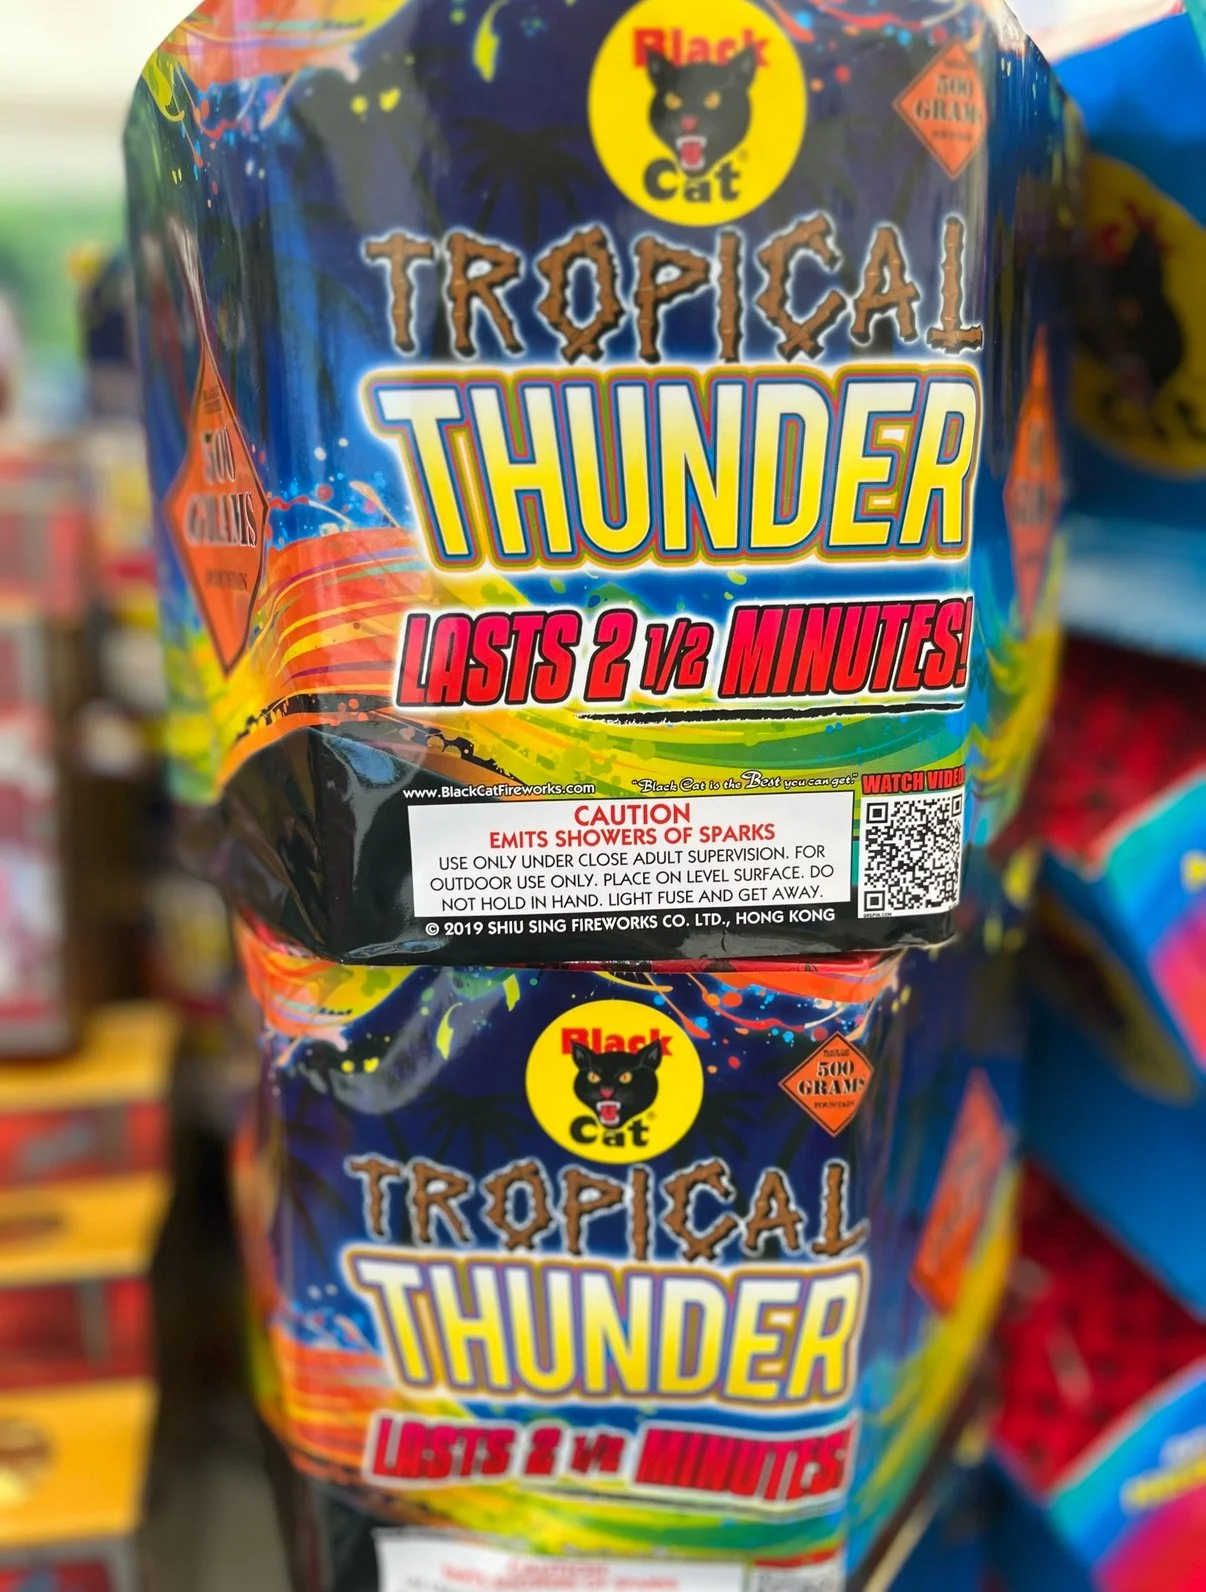 Black
Cat
500
GRAMS
TROPICAL
THUNDER
500
GRAMS
LASTS 2 1/2 MINUTES!
www.BlackCatFireworks.com
"Black Cat is the Best you can get."
WATCH VIDEO
CAUTION
EMITS SHOWERS OF SPARKS
USE ONLY UNDER CLOSE ADULT SUPERVISION. FOR
OUTDOOR USE ONLY. PLACE ON LEVEL SURFACE. DO
NOT HOLD IN HAND. LIGHT FUSE AND GET AWAY.
© 2019 SHIU SING FIREWORKS CO. LTD., HONG KONG
Black
Cat
500
GRAMS
FOUNTAIN
TROPICAL
THUNDER
LASTS 2 1/2 MINUTES!